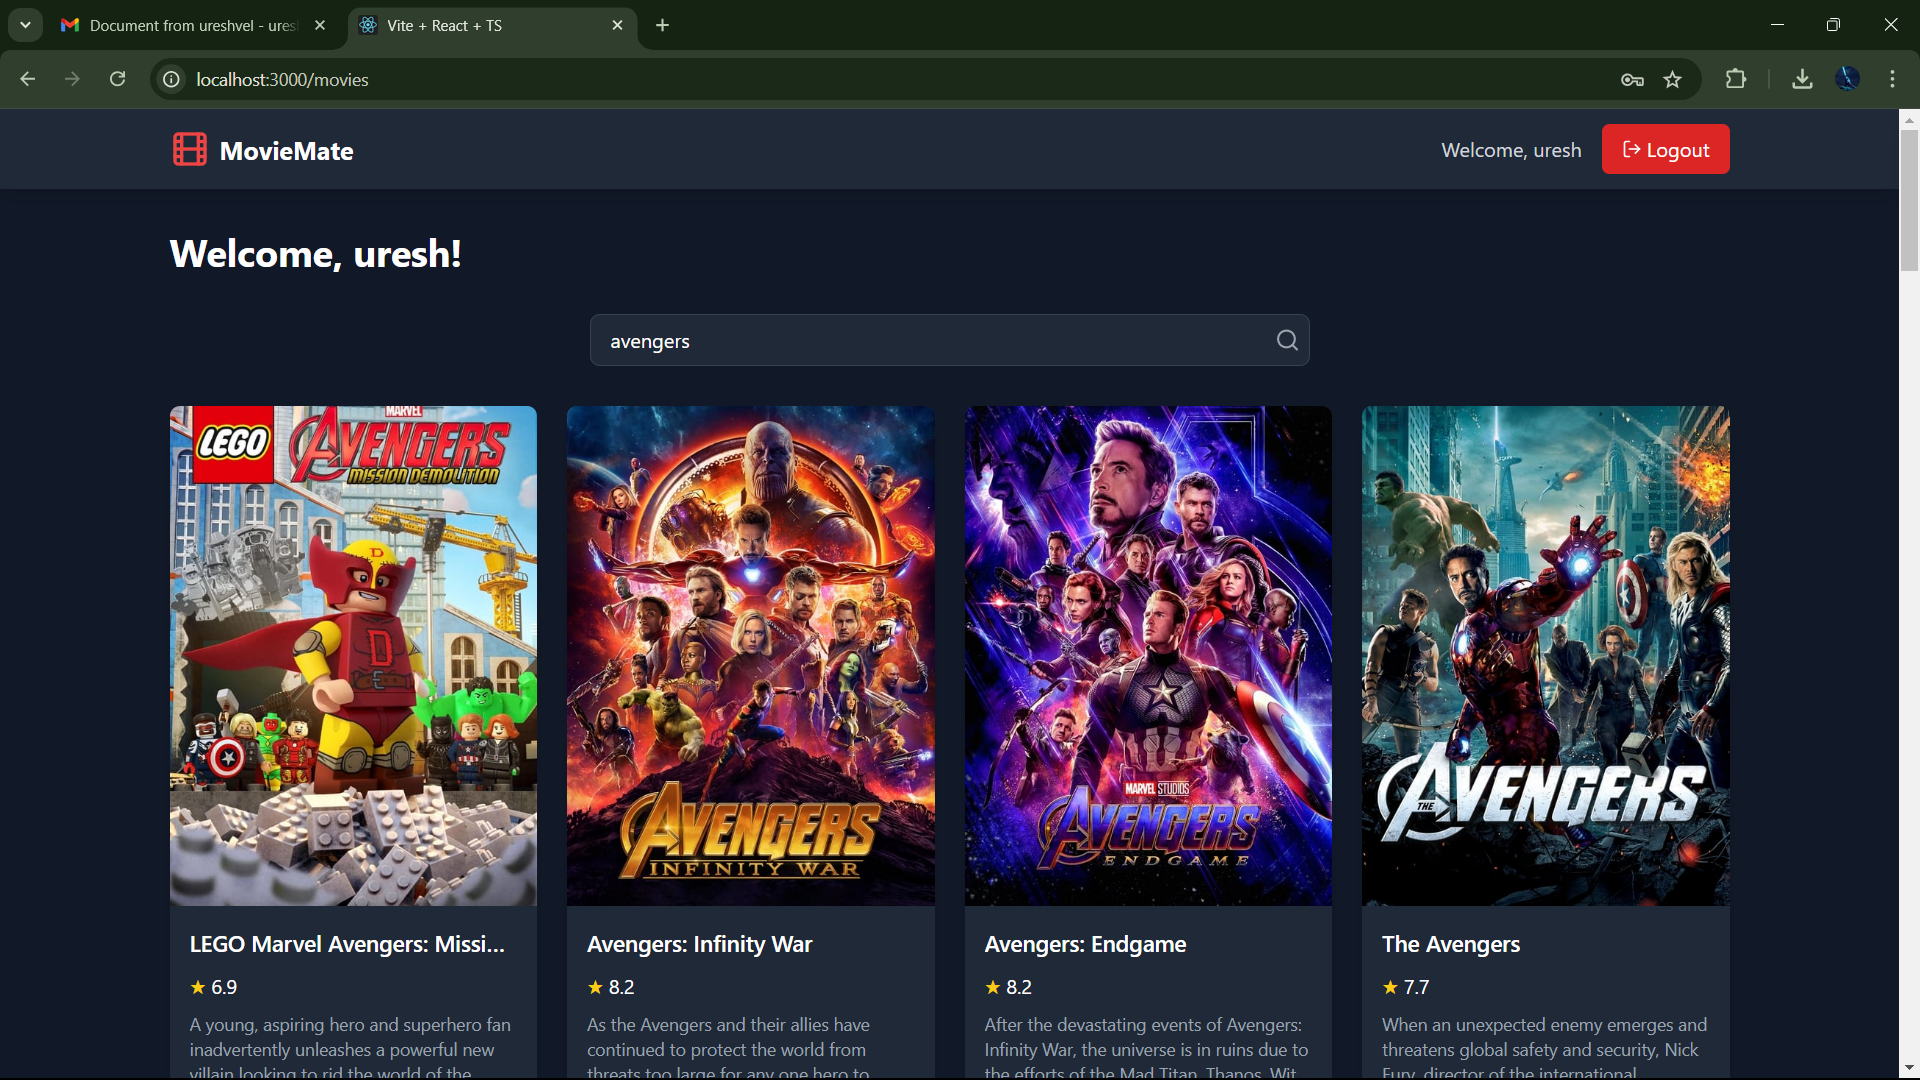 Document from ureshvel - ures
Vite + React + TS
localhost:3000/movies
MovieMate
Welcome, uresh
Logout
Welcome, uresh!
avengers
MARVEL
LEGO AVENGERS
MISSION DEMOLITION
D
D
AVENGERS
INFINITY WAR
MARVEL STUDIOS
AVENGERS
ENDGAME
THE AVENGERS
LEGO Marvel Avengers: Missi...
★ 6.9
A young, aspiring hero and superhero fan
inadvertently unleashes a powerful new
villain looking to rid the world of the
Avengers: Infinity War
★ 8.2
As the Avengers and their allies have
continued to protect the world from
threats too large for any one hero to
Avengers: Endgame
★ 8.2
After the devastating events of Avengers:
Infinity War, the universe is in ruins due to
the efforts of the Mad Titan, Thanos. Wit
The Avengers
★ 7.7
When an unexpected enemy emerges and
threatens global safety and security, Nick
Fury, director of the international